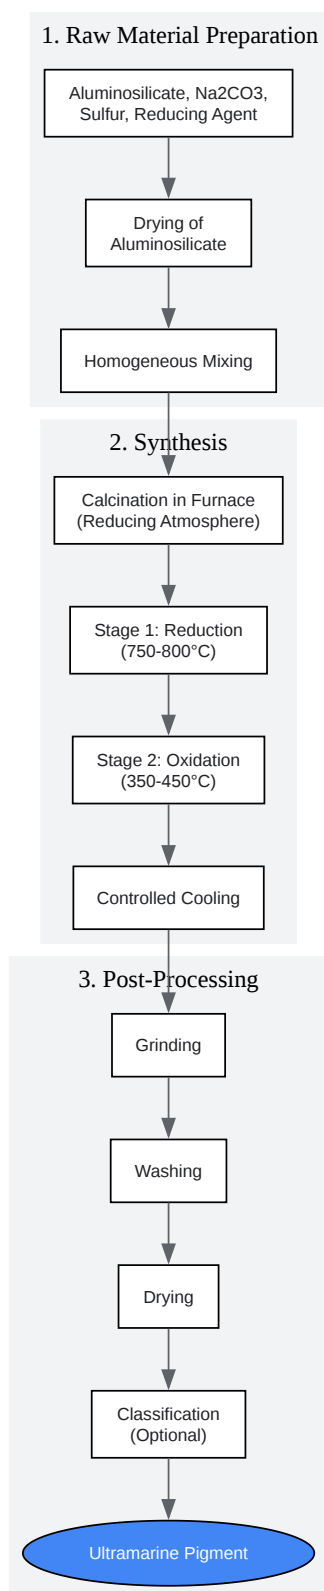 1. Raw Material Preparation
Aluminosilicate, Na2CO3,
Sulfur, Reducing Agent
Drying of
Aluminosilicate
Homogeneous Mixing
2. Synthesis
Calcination in Furnace
(Reducing Atmosphere)
Stage 1: Reduction
(750-800°C)
Stage 2: Oxidation
(350-450°C)
Controlled Cooling
3. Post-Processing
Grinding
Washing
Drying
Classification
(Optional)
Ultramarine Pigment